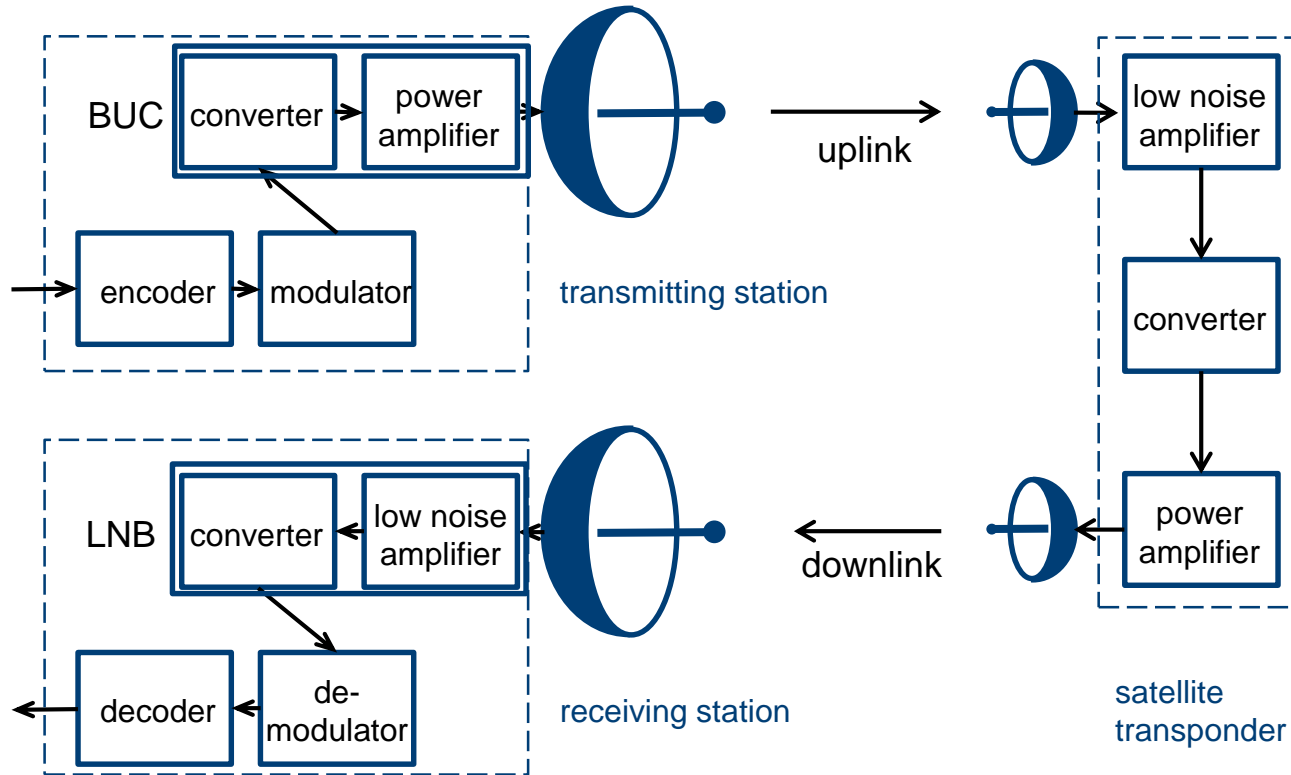 BUC
converter
power
amplifier
uplink
low noise
amplifier
encoder
modulator
transmitting station
converter
LNB
converter
low noise
amplifier
downlink
power
amplifier
decoder
de-
modulator
receiving station
satellite
transponder